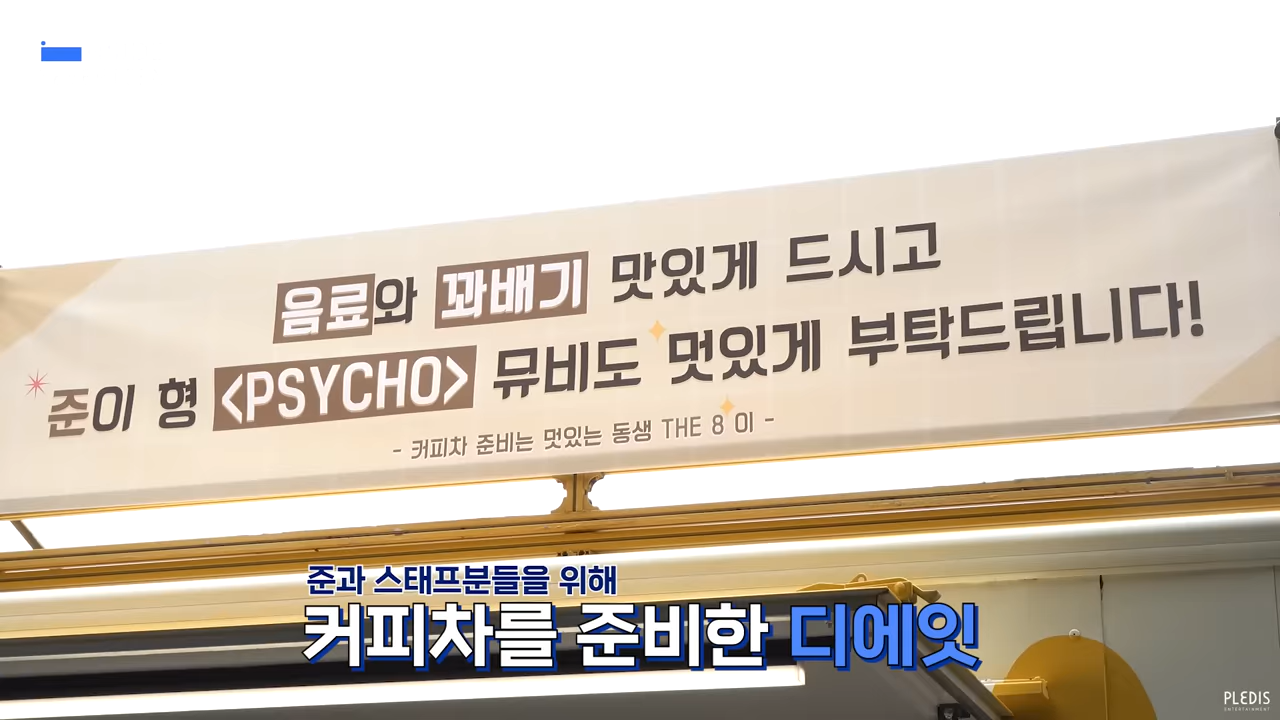 음료와 꽈배기 맛있게 드시고
준이 형 <PSYCHO> 뮤비도 멋있게 부탁드립니다!
- 커피차 준비는 멋있는 동생 THE 8 이 -
준과 스태프분들을 위해
커피차를 준비한 디에잇
PLEDIS
ENTERTAINMENT